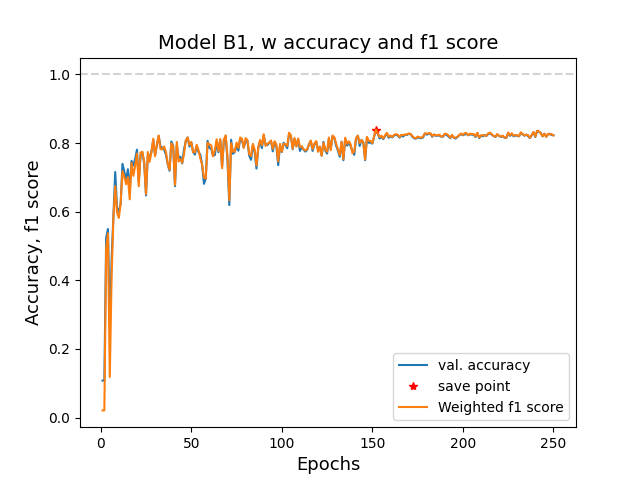 Model B1, w accuracy and f1 score
1.0
0.8
0.6
0.4
0.2
0.0
Accuracy, f1 score
val. accuracy
save point
Weighted f1 score
0 50 100 150 200 250
Epochs